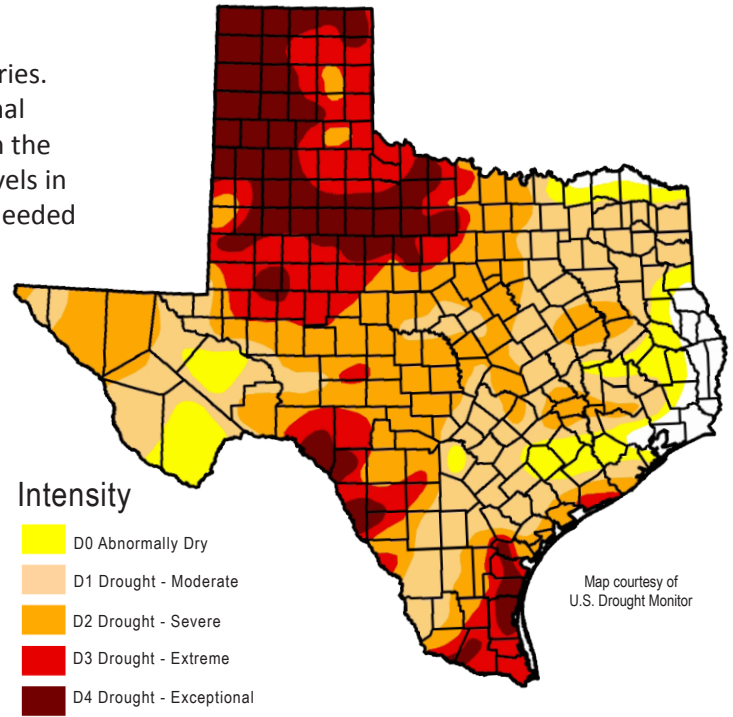 ries.
nal
n the
vels in
eeded
Intensity
D0 Abnormally Dry
D1 Drought - Moderate
D2 Drought - Severe
D3 Drought - Extreme
D4 Drought - Exceptional
Map courtesy of
U.S. Drought Monitor